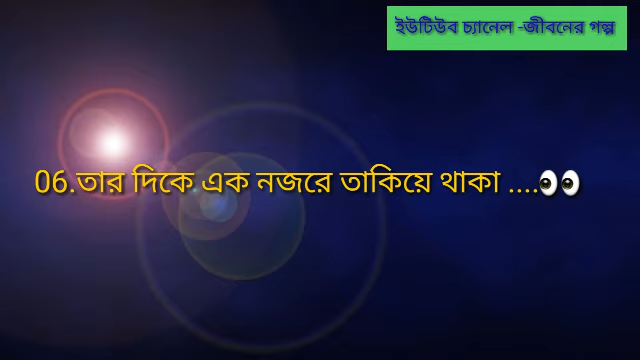 ইউটিউব চ্যানেল -জীবনের গল্প
06.তার দিকে এক নজরে তাকিয়ে থাকা ....👀